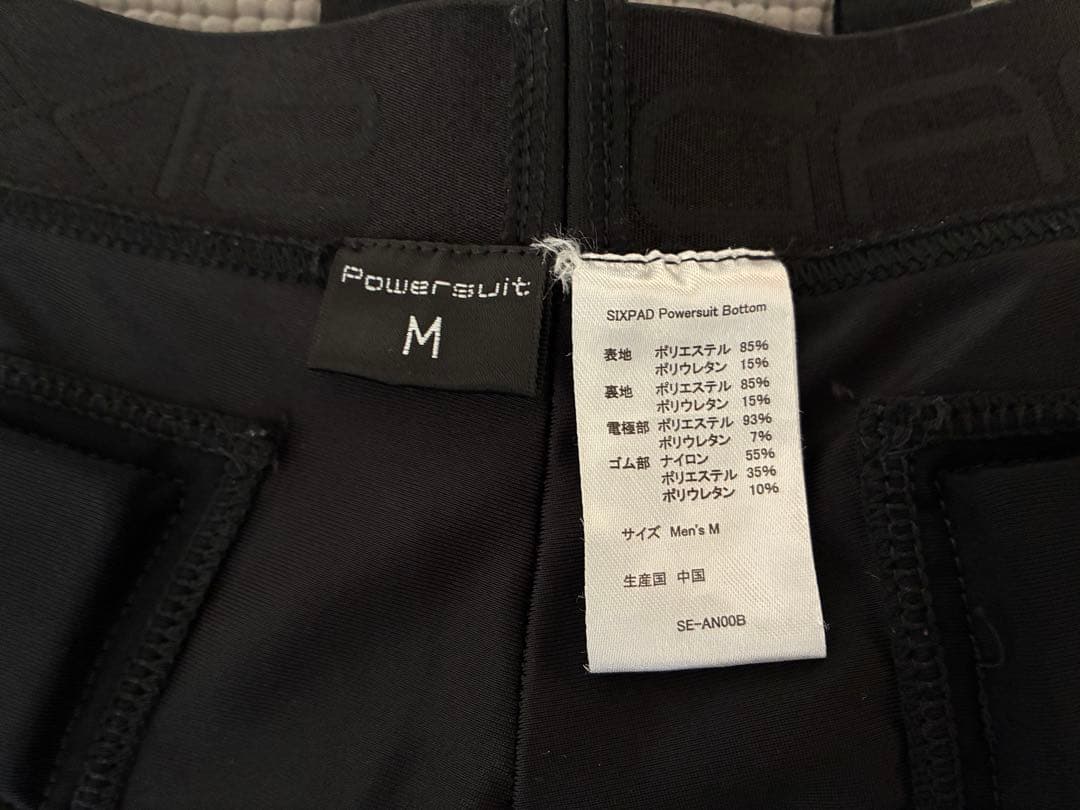 Powersuit
M
SIXPAD Powersuit Bottom
表地 ポリエステル 85%
ポリウレタン 15%
裏地 ポリエステル 85%
ポリウレタン 15%
電極部 ポリエステル 93%
ポリウレタン 7%
ゴム部 ナイロン 55%
ポリエステル 35%
ポリウレタン 10%
サイズ Men's M
生産国 中国
SE-AN00B